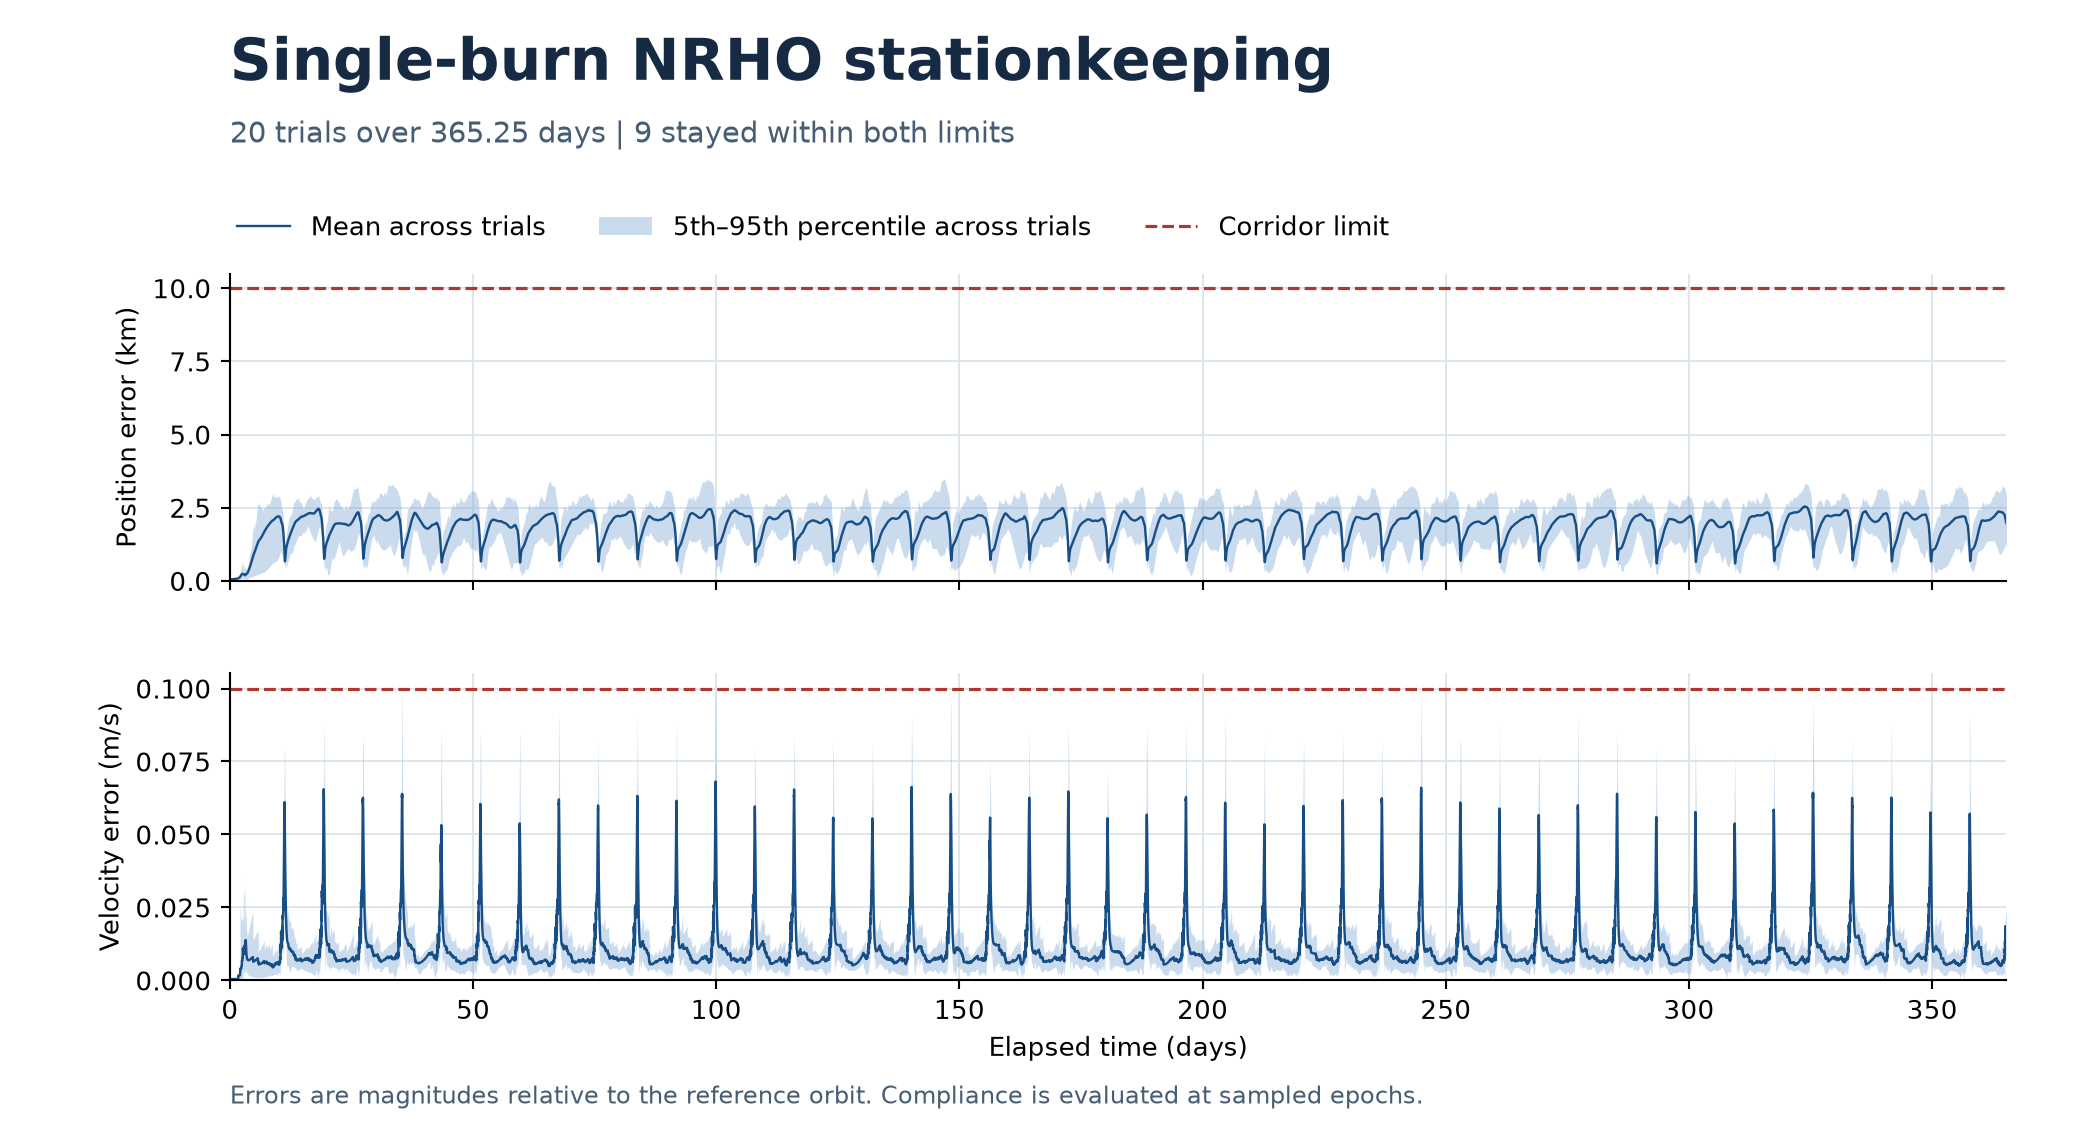 Single-burn NRHO stationkeeping
20 trials over 365.25 days | 9 stayed within both limits
Mean across trials
5th–95th percentile across trials
Corridor limit
Position error (km)
10.0
7.5
5.0
2.5
0.0
Velocity error (m/s)
0.100
0.075
0.050
0.025
0.000
0 50 100 150 200 250 300 350
Elapsed time (days)
Errors are magnitudes relative to the reference orbit. Compliance is evaluated at sampled epochs.